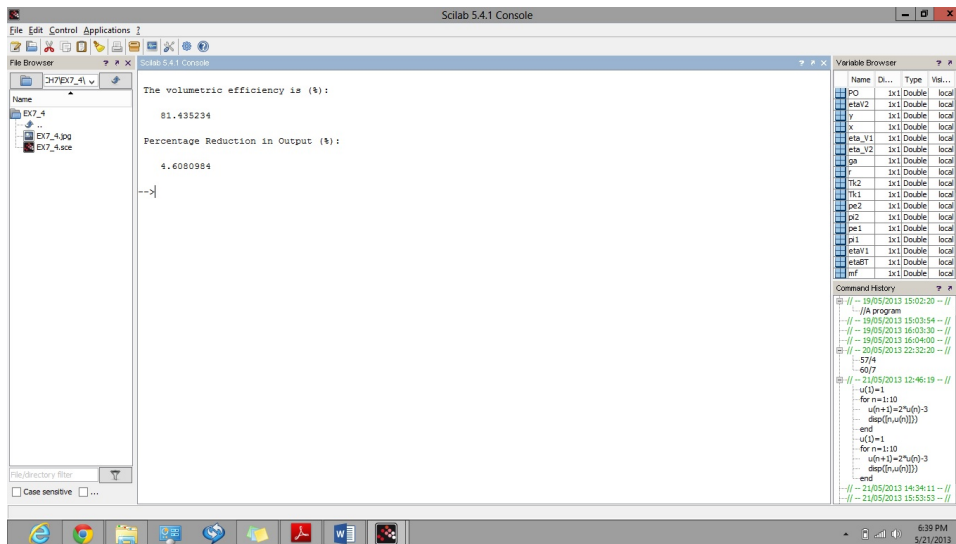 Scilab 5.4.1 Console
File Edit Control Applications ?
File Browser
Scilab 5.4.1 Console
Variable Browser
Name
EX7_4
..
EX7_4.jpg
EX7_4.sce
File/directory filter
Case sensitive ...
The volumetric efficiency is (%):
81.435234
Percentage Reduction in Output (%):
4.6080984
-->
Name Di... Type Visi...
PO 1x1 Double local
etaV2 1x1 Double local
y 1x1 Double local
x 1x1 Double local
eta_V1 1x1 Double local
eta_V2 1x1 Double local
ga 1x1 Double local
r 1x1 Double local
Tk2 1x1 Double local
Tk1 1x1 Double local
pe2 1x1 Double local
pi2 1x1 Double local
pe1 1x1 Double local
pi1 1x1 Double local
etaV1 1x1 Double local
etaBT 1x1 Double local
mf 1x1 Double local
Command History
// -- 19/05/2013 15:02:20 -- //
//A program
// -- 19/05/2013 15:03:54 -- //
// -- 19/05/2013 16:03:30 -- //
// -- 19/05/2013 16:04:00 -- //
// -- 20/05/2013 22:32:20 -- //
57/4
60/7
// -- 21/05/2013 12:46:19 -- //
u(1)=1
for n=1:10
u(n+1)=2*u(n)-3
disp([n,u(n)]))
end
u(1)=1
for n=1:10
u(n+1)=2*u(n)-3
disp([n,u(n)]))
end
// -- 21/05/2013 14:34:11 -- //
// -- 21/05/2013 15:53:53 -- //
6:39 PM
5/21/2013